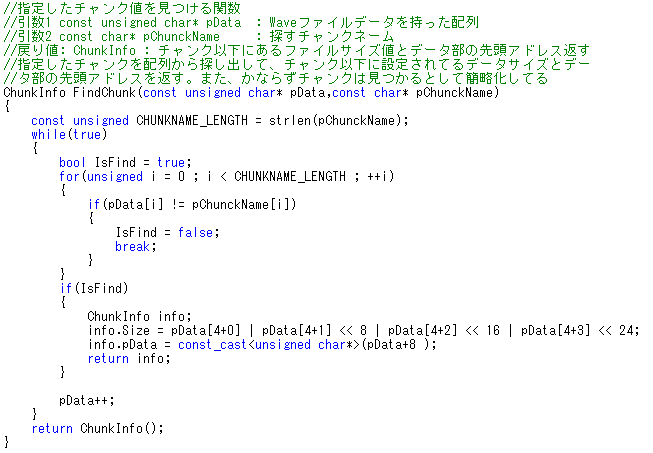 //指定したチャンク値を見つける関数
//引数1 const unsigned char* pData  : Waveファイルデータを持った配列
//引数2 const char* pChunckName     : 探すチャンクネーム
//戻り値: ChunkInfo : チャンク以下にあるファイルサイズ値とデータ部の先頭アドレス返す
//指定したチャンクを配列から探し出して、チャンク以下に設定されてるデータサイズとデー
//タ部の先頭アドレスを返す。また、かならずチャンクは見つかるとして簡略化してる
ChunkInfo FindChunk(const unsigned char* pData,const char* pChunckName)
{
    const unsigned CHUNKNAME_LENGTH = strlen(pChunckName);
    while(true)
    {
        bool IsFind = true;
        for(unsigned i = 0 ; i < CHUNKNAME_LENGTH ; ++i)
        {
            if(pData[i] != pChunckName[i])
            {
                IsFind = false;
                break;
            }
        }
        if(IsFind)
        {
            ChunkInfo info;
            info.Size = pData[4+0] | pData[4+1] << 8 | pData[4+2] << 16 | pData[4+3] << 24;
            info.pData = const_cast<unsigned char*>(pData+8 );
            return info;
        }

        pData++;
    }
    return ChunkInfo();
}